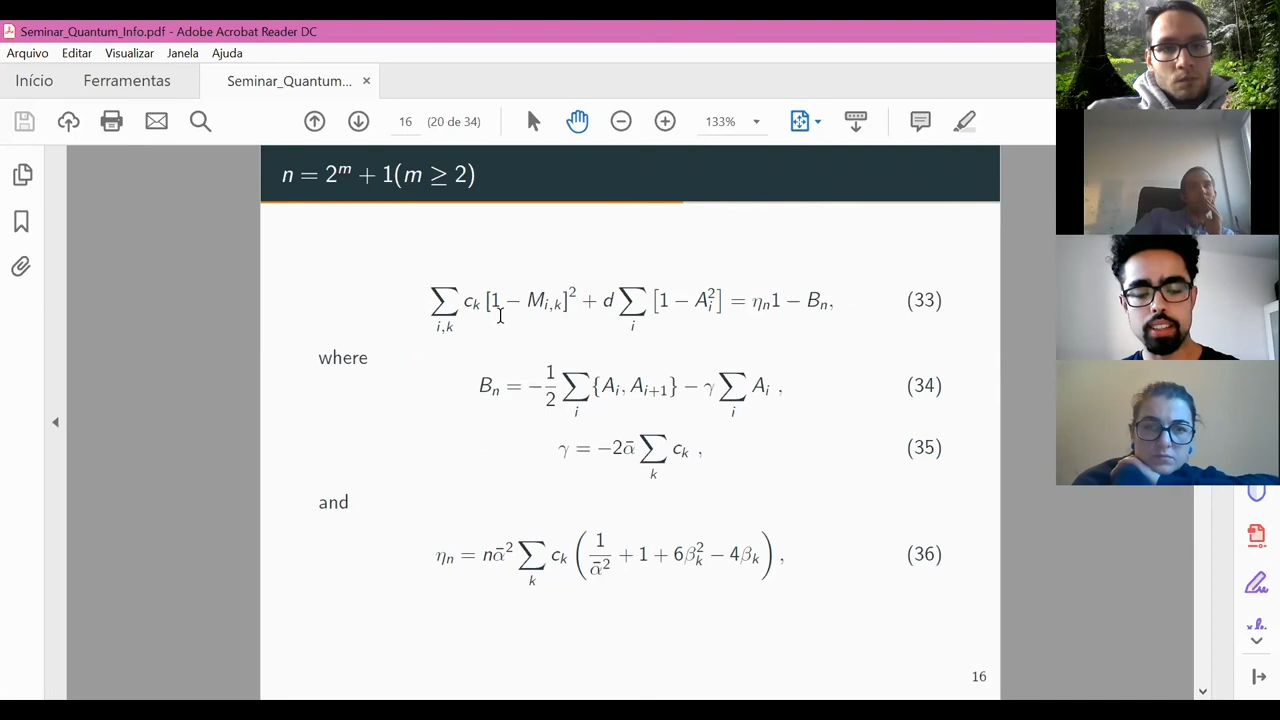 Seminar_Quantum_Info.pdf - Adobe Acrobat Reader DC
Arquivo Editar Visualizar Janela Ajuda
Início Ferramentas Seminar_Quantum... ×
16 (20 de 34) 133%
n = 2^m + 1(m ≥ 2)
∑_{i,k} c_k [1 − M_{i,k}]^2 + d ∑_i [1 − A_i^2] = η_n 1 − B_n, (33)
where
B_n = −1/2 ∑_i {A_i, A_{i+1}} − γ ∑_i A_i , (34)
γ = −2ᾱ ∑_k c_k , (35)
and
η_n = nᾱ^2 ∑_k c_k (1/ᾱ^2 + 1 + 6β_k^2 − 4β_k) , (36)
16